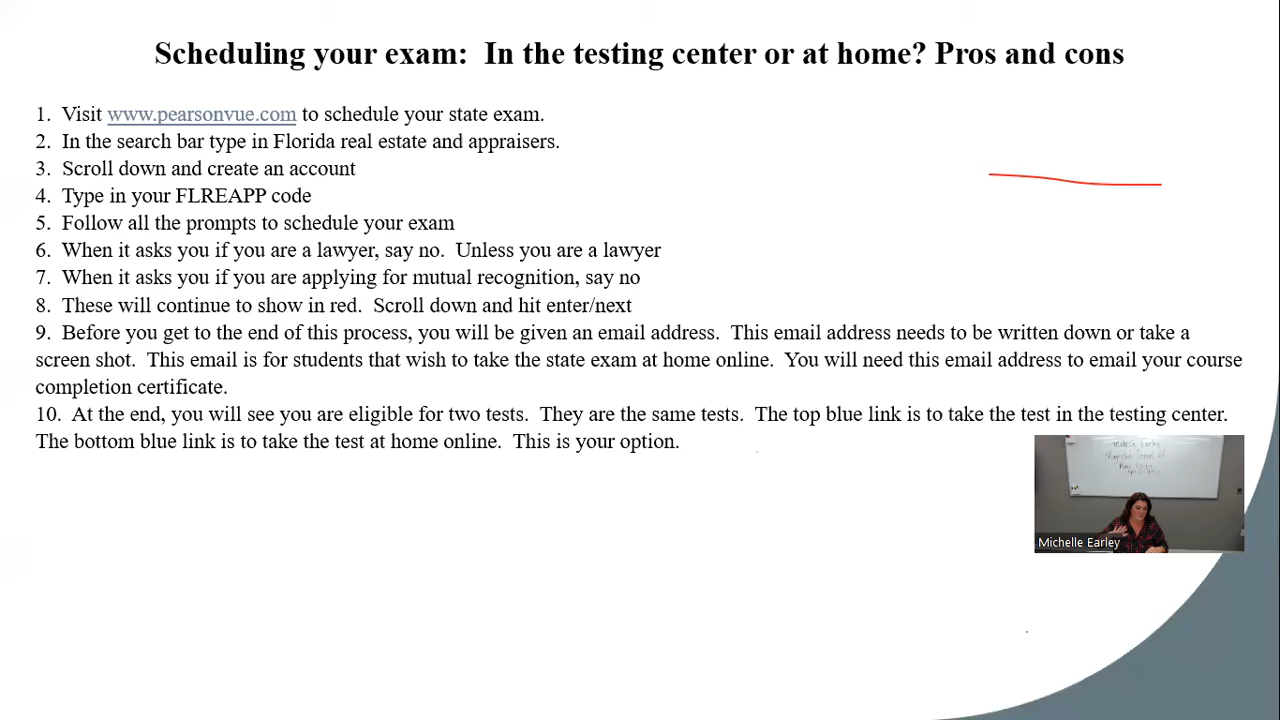 Scheduling your exam:  In the testing center or at home? Pros and cons
1.  Visit www.pearsonvue.com to schedule your state exam.
2.  In the search bar type in Florida real estate and appraisers.
3.  Scroll down and create an account
4.  Type in your FLREAPP code
5.  Follow all the prompts to schedule your exam
6.  When it asks you if you are a lawyer, say no.  Unless you are a lawyer
7.  When it asks you if you are applying for mutual recognition, say no
8.  These will continue to show in red.  Scroll down and hit enter/next
9.  Before you get to the end of this process, you will be given an email address.  This email address needs to be written down or take a
screen shot.  This email is for students that wish to take the state exam at home online.  You will need this email address to email your course
completion certificate.
10.  At the end, you will see you are eligible for two tests.  They are the same tests.  The top blue link is to take the test in the testing center.
The bottom blue link is to take the test at home online.  This is your option.
Michelle Earley
School of
Michelle Earley